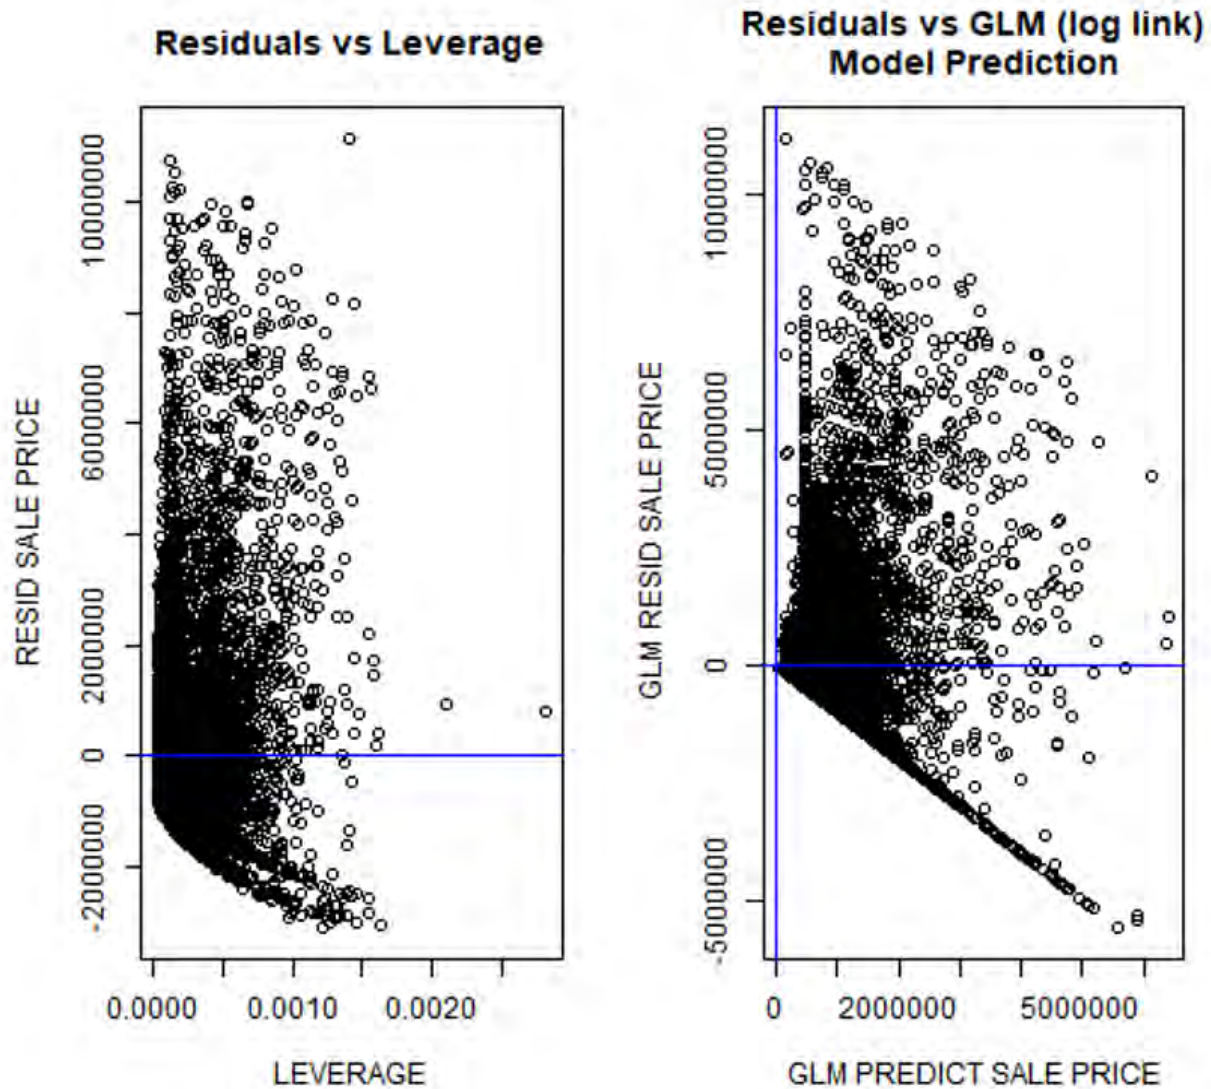 Residuals vs Leverage
RESID SALE PRICE
10000000
6000000
2000000
0
-2000000
0.0000 0.0010 0.0020
LEVERAGE
Residuals vs GLM (log link)
Model Prediction
GLM RESID SALE PRICE
10000000
5000000
0
-5000000
0 2000000 5000000
GLM PREDICT SALE PRICE